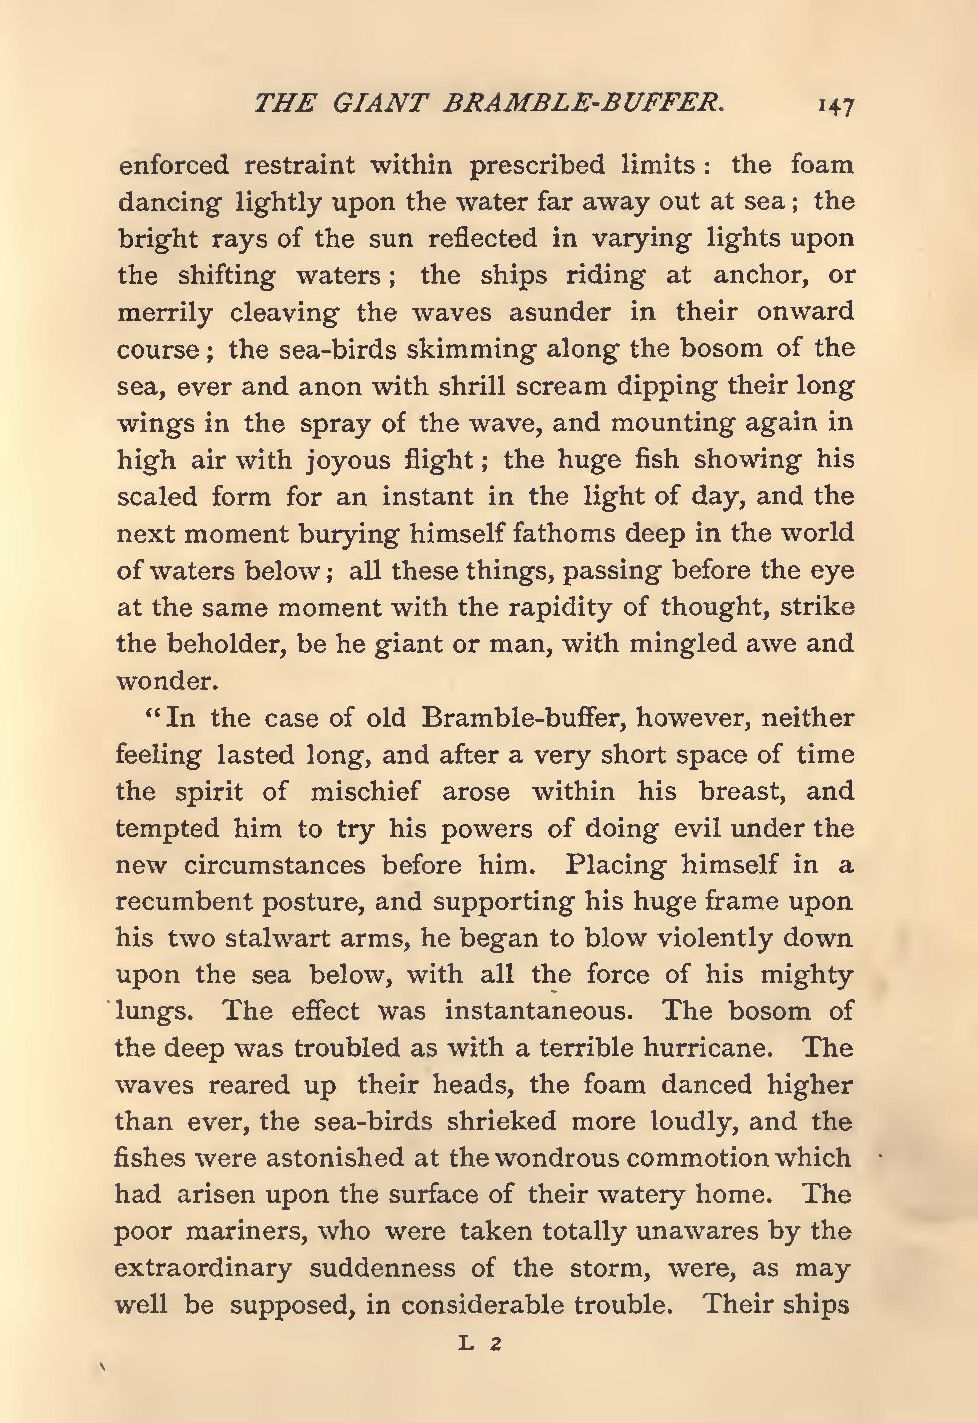 THE GIANT BRAMBLE-BUFFER. 147
enforced restraint within prescribed limits : the foam
dancing lightly upon the water far away out at sea ; the
bright rays of the sun reflected in varying lights upon
the shifting waters ; the ships riding at anchor, or
merrily cleaving the waves asunder in their onward
course ; the sea-birds skimming along the bosom of the
sea, ever and anon with shrill scream dipping their long
wings in the spray of the wave, and mounting again in
high air with joyous flight ; the huge fish showing his
scaled form for an instant in the light of day, and the
next moment burying himself fathoms deep in the world
of waters below ; all these things, passing before the eye
at the same moment with the rapidity of thought, strike
the beholder, be he giant or man, with mingled awe and
wonder.
“In the case of old Bramble-buffer, however, neither
feeling lasted long, and after a very short space of time
the spirit of mischief arose within his breast, and
tempted him to try his powers of doing evil under the
new circumstances before him. Placing himself in a
recumbent posture, and supporting his huge frame upon
his two stalwart arms, he began to blow violently down
upon the sea below, with all the force of his mighty
lungs. The effect was instantaneous. The bosom of
the deep was troubled as with a terrible hurricane. The
waves reared up their heads, the foam danced higher
than ever, the sea-birds shrieked more loudly, and the
fishes were astonished at the wondrous commotion which
had arisen upon the surface of their watery home. The
poor mariners, who were taken totally unawares by the
extraordinary suddenness of the storm, were, as may
well be supposed, in considerable trouble. Their ships
L 2